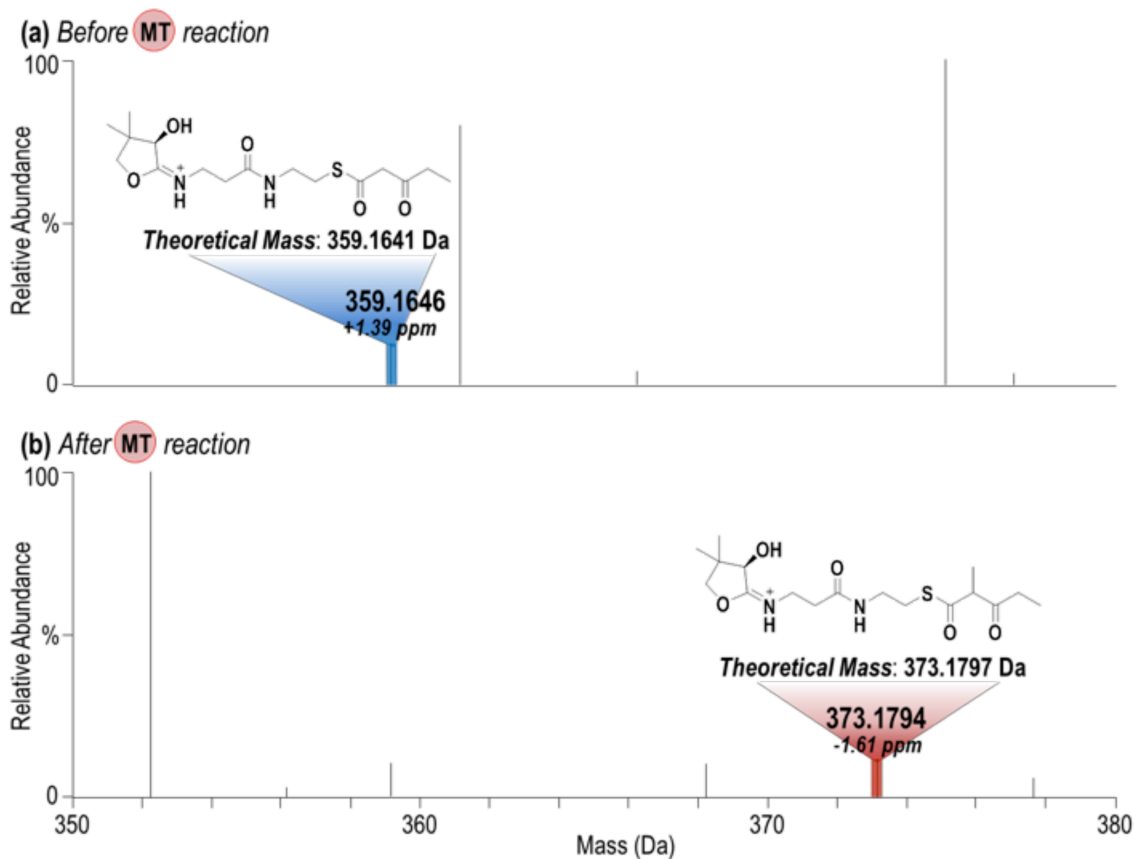 (a) Before MT reaction
100
Relative Abundance
%
0
OH
O
N
H
+
O
N
H
S
O
O
Theoretical Mass: 359.1641 Da
359.1646
+1.39 ppm
(b) After MT reaction
100
Relative Abundance
%
0
OH
O
N
H
+
O
N
H
S
O
O
Theoretical Mass: 373.1797 Da
373.1794
-1.61 ppm
350 360 370 380
Mass (Da)